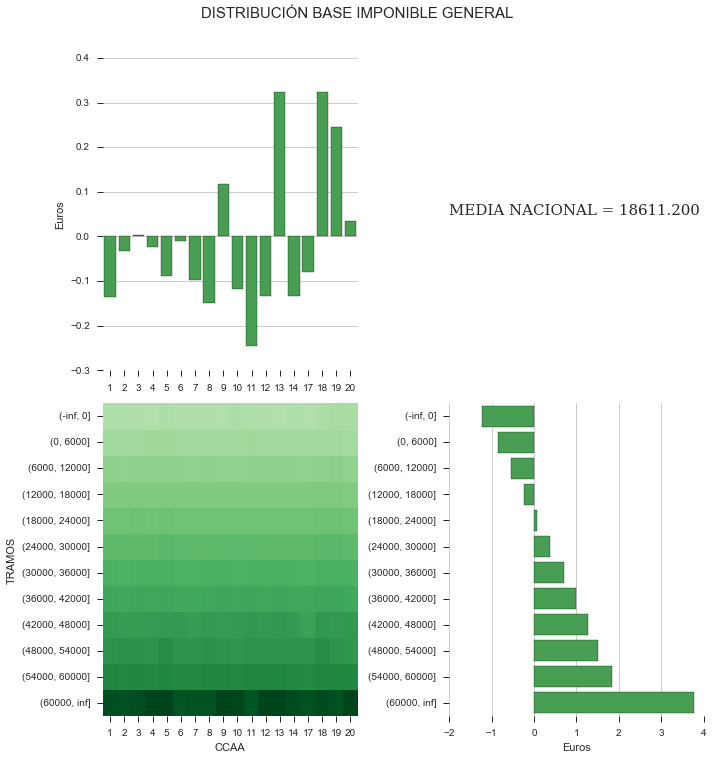 DISTRIBUCIÓN BASE IMPONIBLE GENERAL
0.4
0.3
0.2
0.1
0.0
−0.1
−0.2
−0.3
Euros
1 2 3 4 5 6 7 8 9 10 11 12 13 14 17 18 19 20
MEDIA NACIONAL = 18611.200
TRAMOS
(-inf, 0]
(0, 6000]
(6000, 12000]
(12000, 18000]
(18000, 24000]
(24000, 30000]
(30000, 36000]
(36000, 42000]
(42000, 48000]
(48000, 54000]
(54000, 60000]
(60000, inf]
1 2 3 4 5 6 7 8 9 10 11 12 13 14 17 18 19 20
CCAA
(-inf, 0]
(0, 6000]
(6000, 12000]
(12000, 18000]
(18000, 24000]
(24000, 30000]
(30000, 36000]
(36000, 42000]
(42000, 48000]
(48000, 54000]
(54000, 60000]
(60000, inf]
−2 −1 0 1 2 3 4
Euros